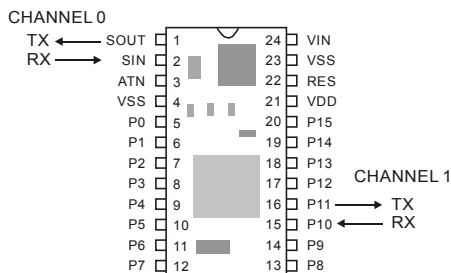 CHANNEL 0
TX SOUT 1 24 VIN
RX SIN 2 23 VSS
ATN 3 22 RES
VSS 4 21 VDD
P0 5 20 P15
P1 6 19 P14
P2 7 18 P13
P3 8 17 P12
CHANNEL 1
P4 9 16 P11 TX
P5 10 15 P10 RX
P6 11 14 P9
P7 12 13 P8